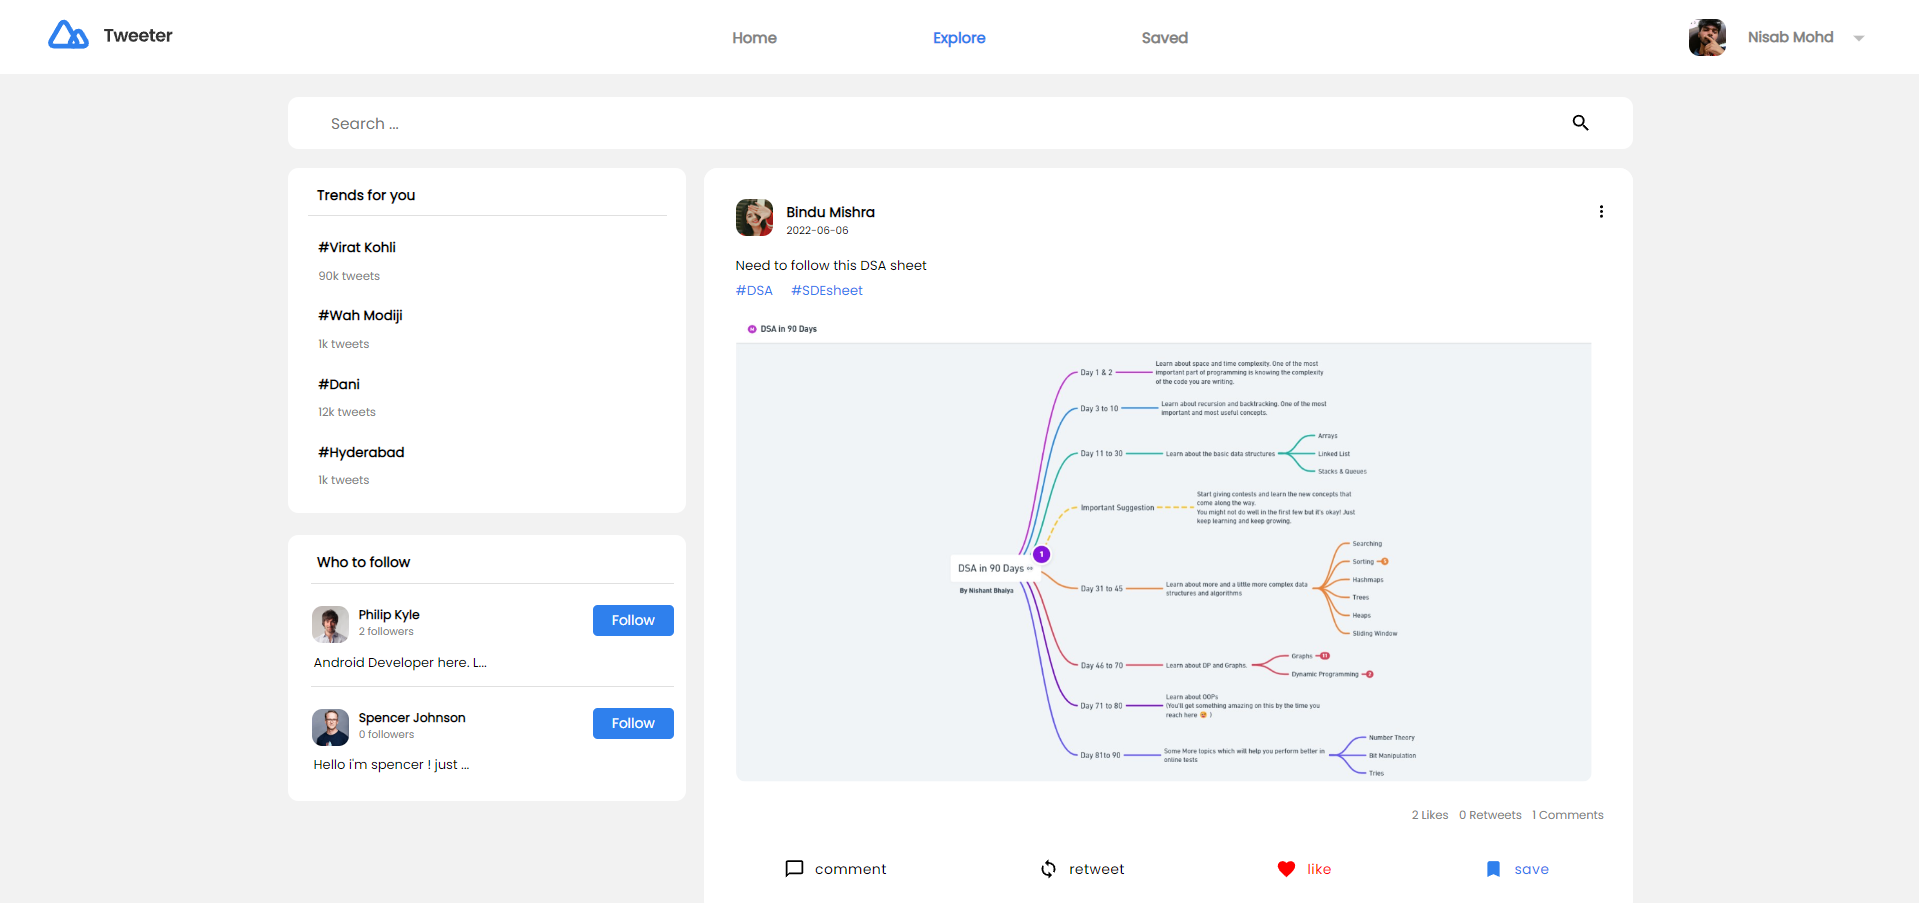 Tweeter
Home
Explore
Saved
Nisab Mohd
Search ...
Trends for you
#Virat Kohli
90k tweets
#Wah Modiji
1k tweets
#Dani
12k tweets
#Hyderabad
1k tweets
Who to follow
Philip Kyle
2 followers
Follow
Android Developer here. L...
Spencer Johnson
0 followers
Follow
Hello i'm spencer ! just ...
Bindu Mishra
2022-06-06
Need to follow this DSA sheet
#DSA #SDEsheet
DSA in 90 Days
DSA in 90 Days
By Nishant Bhaiya
1
Day 1 & 2
Learn about space and time complexity. One of the most
important part of programming is knowing the complexity
of the code you are writing.
Day 3 to 10
Learn about recursion and backtracking. One of the most
important and most useful concepts.
Day 11 to 30
Learn about the basic data structures
Arrays
Linked List
Stacks & Queues
Important Suggestion
Start giving contests and learn the new concepts that
come along the way.
You might not do well in the first few but it's okay! Just
keep learning and keep growing.
Day 31 to 45
Learn about more and a little more complex data
structures and algorithms
Searching
Sorting
Hashmaps
Trees
Heaps
Sliding Window
Day 46 to 70
Learn about DP and Graphs.
Graphs
Dynamic Programming
Day 71 to 80
Learn about OOPs
(You'll get something amazing on this by the time you
reach here 😍 )
Day 81to 90
Some More topics which will help you perform better in
online tests
Number Theory
Bit Manipulation
Tries
2 Likes 0 Retweets 1 Comments
comment
retweet
like
save